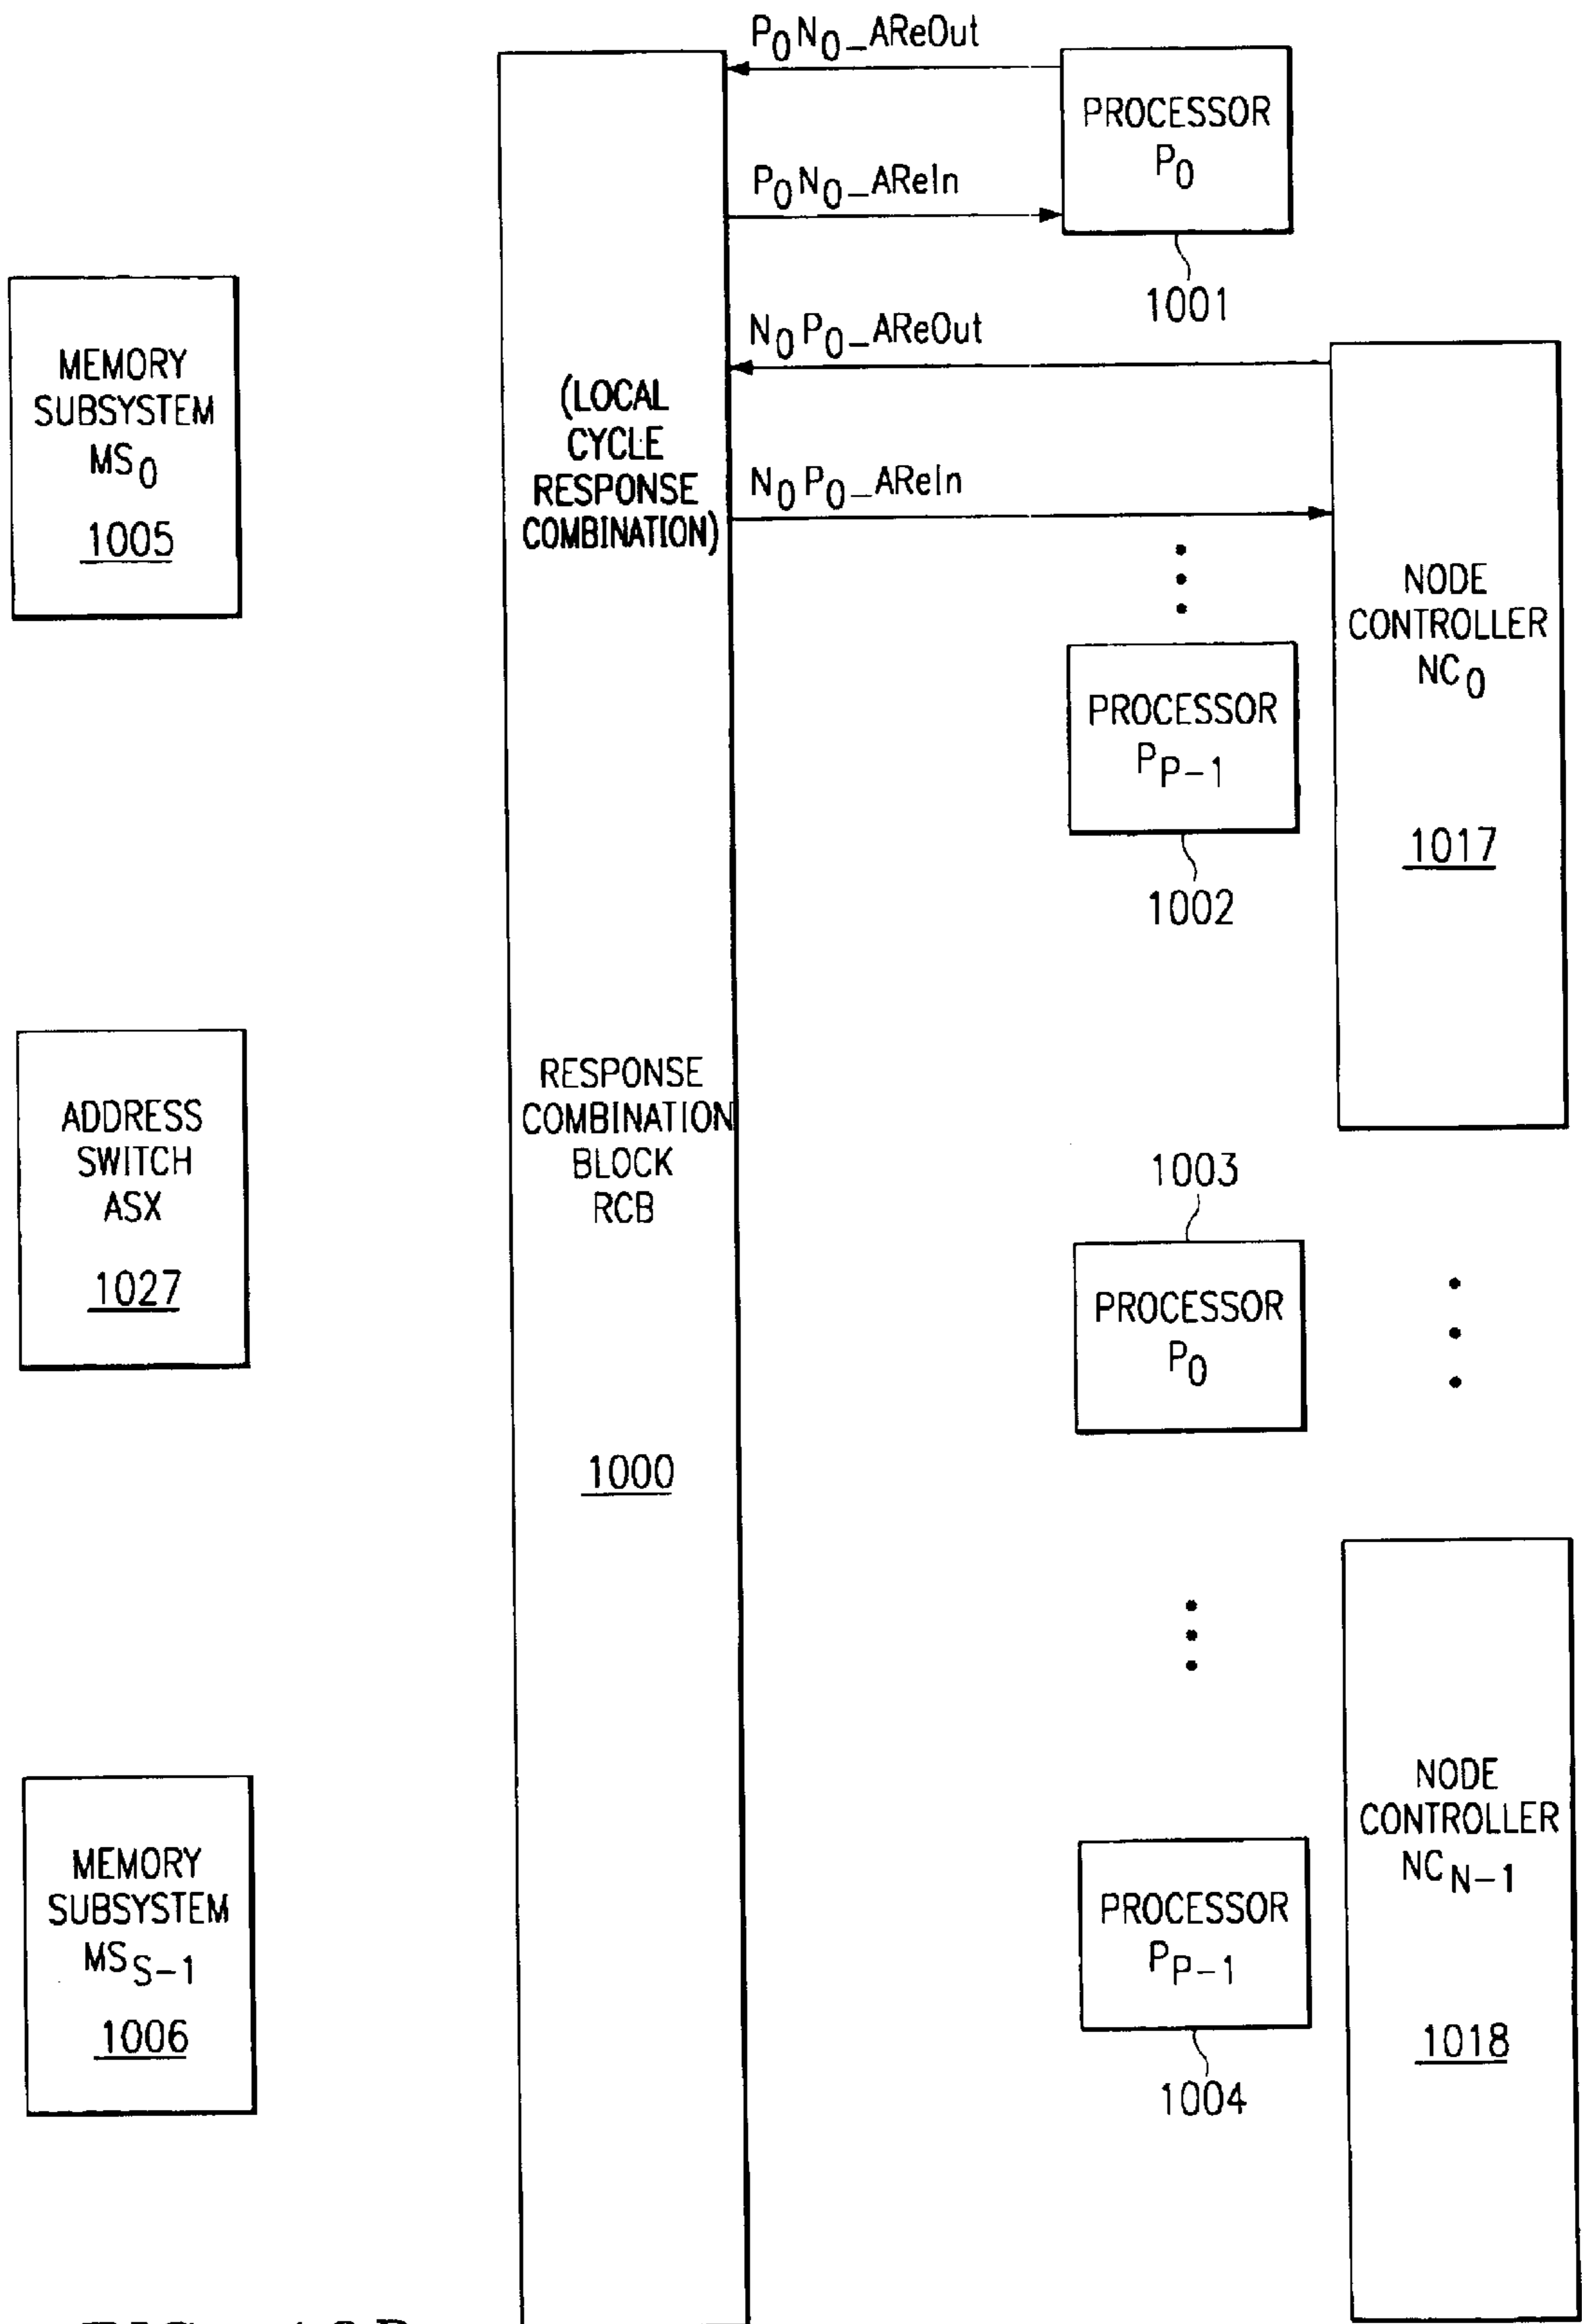 P0N0_AReOut
PROCESSOR
P0
1001
P0N0_AReIn
N0P0_AReOut
N0P0_AReIn
MEMORY
SUBSYSTEM
MS0
1005
(LOCAL
CYCLE
RESPONSE
COMBINATION)
NODE
CONTROLLER
NC0
1017
PROCESSOR
PP-1
1002
ADDRESS
SWITCH
ASX
1027
RESPONSE
COMBINATION
BLOCK
RCB
1000
1003
PROCESSOR
P0
MEMORY
SUBSYSTEM
MSS-1
1006
PROCESSOR
PP-1
1004
NODE
CONTROLLER
NCN-1
1018